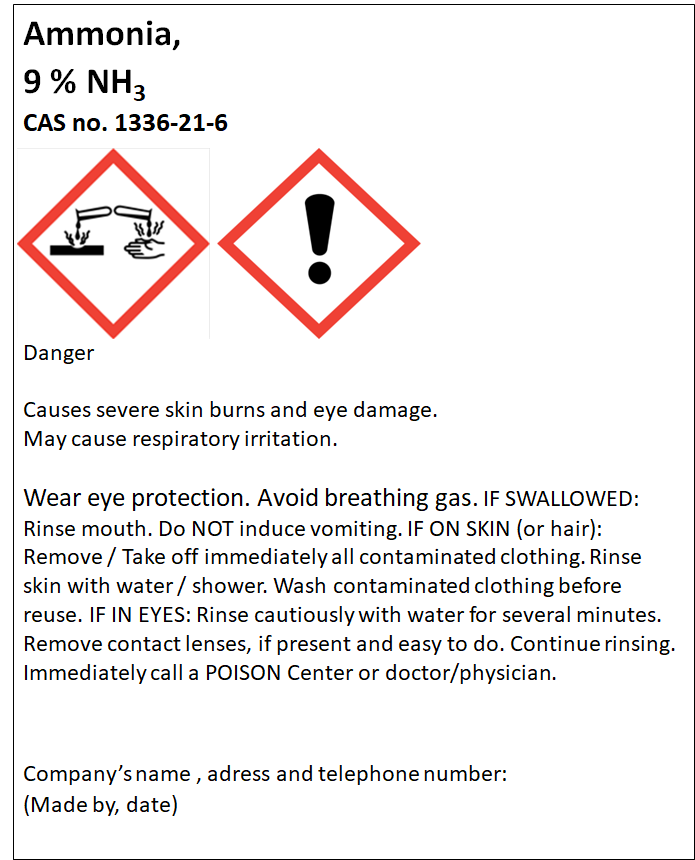 Ammonia,
9 % NH₃
CAS no. 1336-21-6
Danger
Causes severe skin burns and eye damage.
May cause respiratory irritation.
Wear eye protection. Avoid breathing gas. IF SWALLOWED:
Rinse mouth. Do NOT induce vomiting. IF ON SKIN (or hair):
Remove / Take off immediately all contaminated clothing. Rinse
skin with water / shower. Wash contaminated clothing before
reuse. IF IN EYES: Rinse cautiously with water for several minutes.
Remove contact lenses, if present and easy to do. Continue rinsing.
Immediately call a POISON Center or doctor/physician.
Company’s name , adress and telephone number:
(Made by, date)